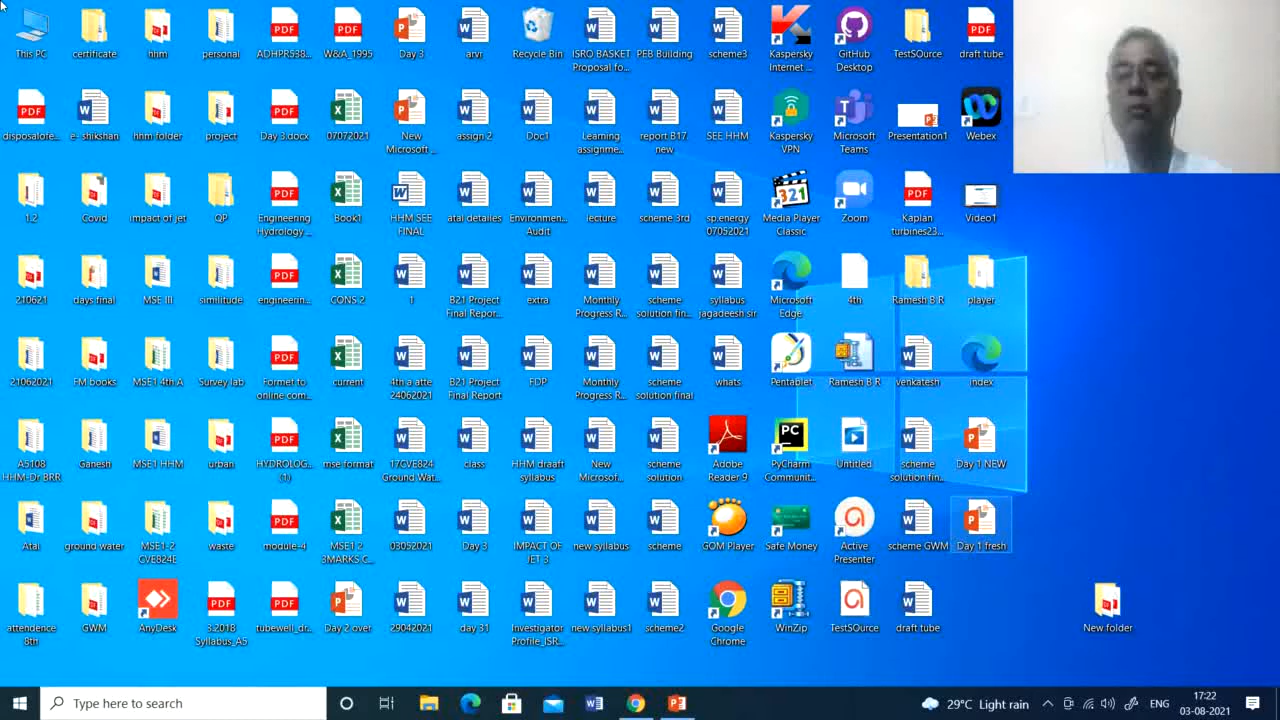 This PC
certificate
hhm
personal
ADHPR538...
W&A_1995
Day 3
arvr
Recycle Bin
ISRO BASKET
Proposal fo...
PEB Building
scheme3
Kaspersky
Internet ...
GitHub
Desktop
TestSOurce
draft tube
disposalofe...
e- shikshan
hhm folder
project
Day 3.docx
07072021
New
Microsoft ...
assign 2
Doc1
Learning
assignme...
report B17
new
SEE HHM
Kaspersky
VPN
Microsoft
Teams
Presentation1
Webex
1.2
Covid
impact of jet
QP
Engineering
Hydrology ...
Book1
HHM SEE
FINAL
atal detailes
Environmen...
Audit
lecture
scheme 3rd
sp.energy
07052021
Media Player
Classic
Zoom
Kaplan
turbines23...
Video1
210621
days final
MSE III
similitude
engineerin...
CONS 2
1
B21 Project
Final Repor...
extra
Monthly
Progress R...
scheme
solution fin...
syllabus
jagadeesh sir
Microsoft
Edge
4th
Ramesh B R
player
21062021
FM books
MSE1 4th A
Survey lab
Formet to
online com...
current
4th a atte
24062021
B21 Project
Final Report
FDP
Monthly
Progress R...
scheme
solution final
whats
Pentablet
Ramesh B R
venkatesh
index
A5108
HHM-Dr BRR
Ganesh
MSE1 HHM
urban
HYDROLOG...
(1)
mse format
17CVE824
Ground Wat...
class
HHM draaft
syllabus
New
Microsof...
scheme
solution
Adobe
Reader 9
PyCharm
Communit...
Untitled
scheme
solution fin...
Day 1 NEW
Atal
ground water
MSE1-2
GVE824E
waste
module-4
MSE1 2
3MARKS C...
03052021
Day 3
IMPACT OF
JET 3
new syllabus
scheme
GOM Player
Safe Money
Active
Presenter
scheme GWM
Day 1 fresh
attendence
8tn
GWM
AnyDesk
S2018
Syllabus_A5
tubewell_dr...
Day 2 over
29042021
day 31
Investigator
Profile_ISR...
new syllabus1
scheme2
Google
Chrome
WinZip
TestSOurce
draft tube
New folder
Type here to search
29°C Light rain
ENG
17:22
03-08-2021